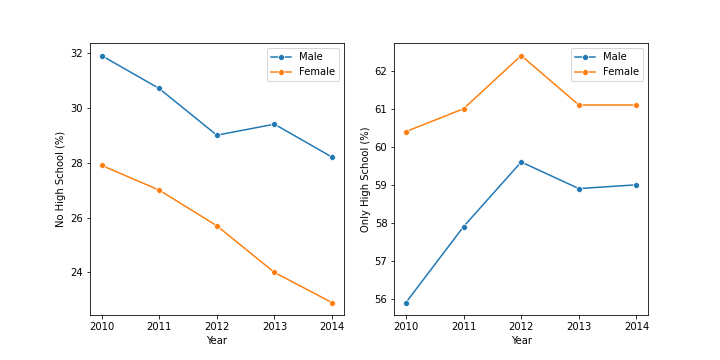 No High School (%)
32
30
28
26
24
2010 2011 2012 2013 2014
Year
Male
Female
Only High School (%)
62
61
60
59
58
57
56
2010 2011 2012 2013 2014
Year
Male
Female